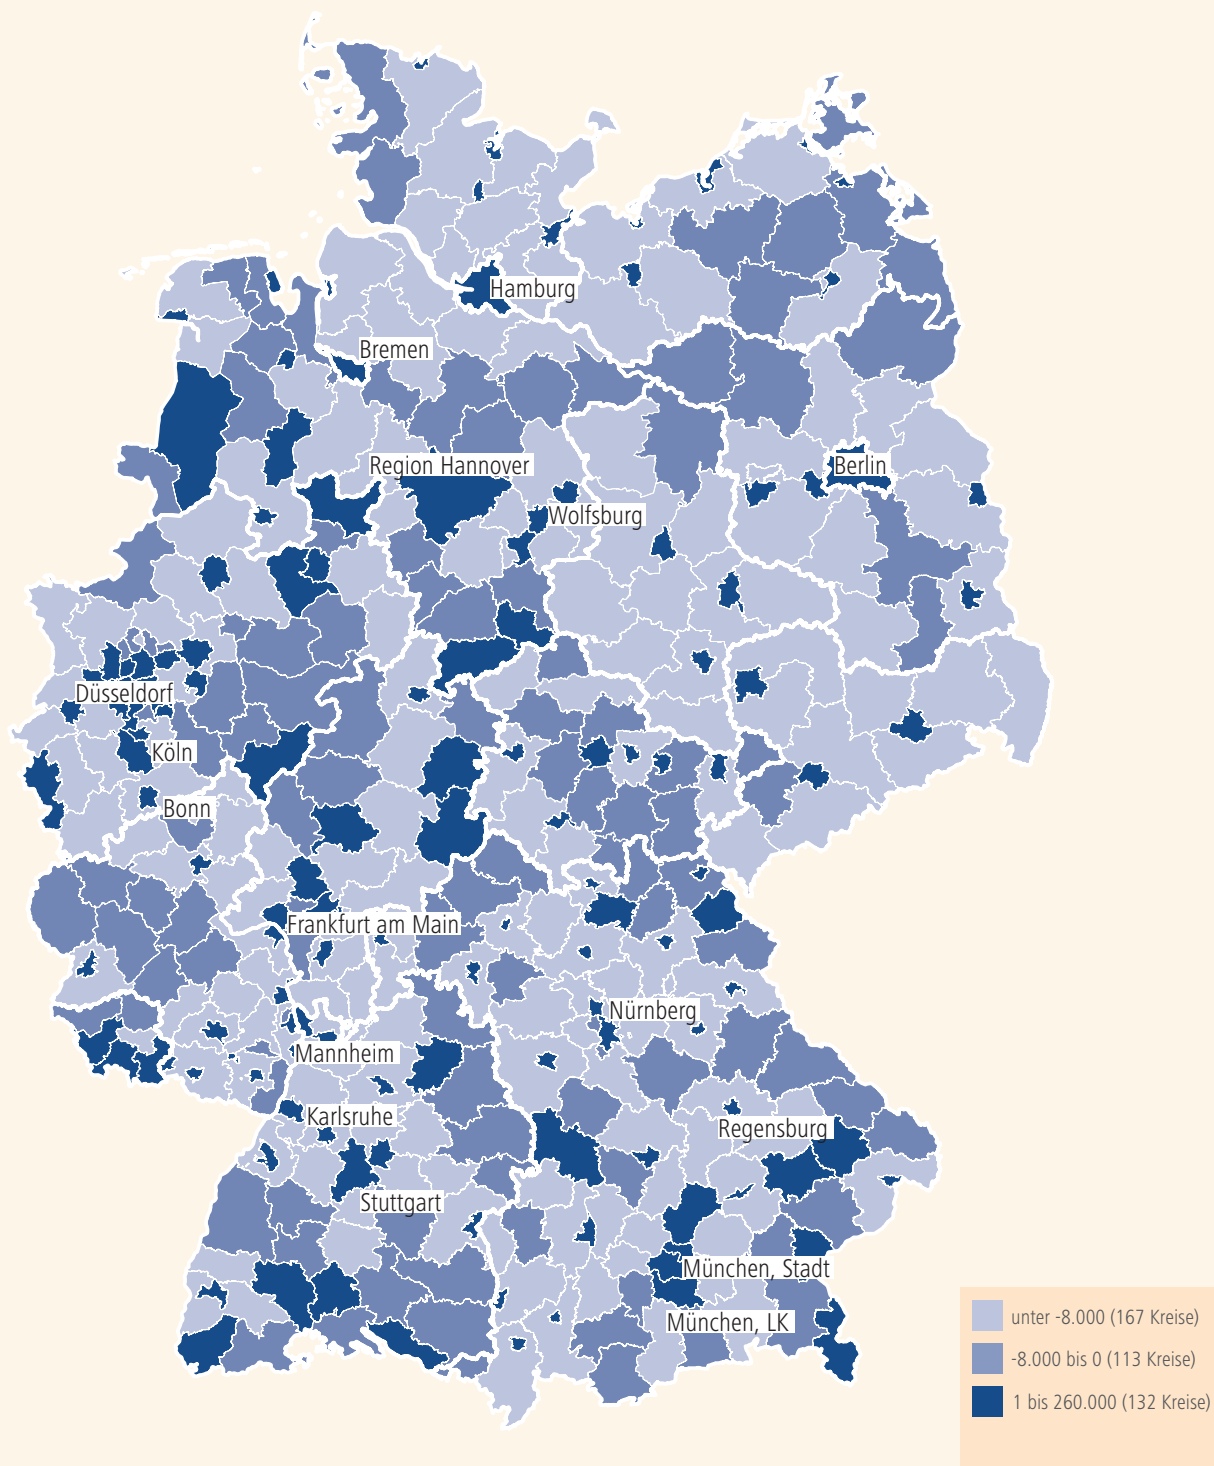 Hamburg
Bremen
Region Hannover
Berlin
Wolfsburg
Düsseldorf
Köln
Bonn
Frankfurt am Main
Nürnberg
Mannheim
Karlsruhe
Regensburg
Stuttgart
München, Stadt
München, LK
unter -8.000 (167 Kreise)
-8.000 bis 0 (113 Kreise)
1 bis 260.000 (132 Kreise)